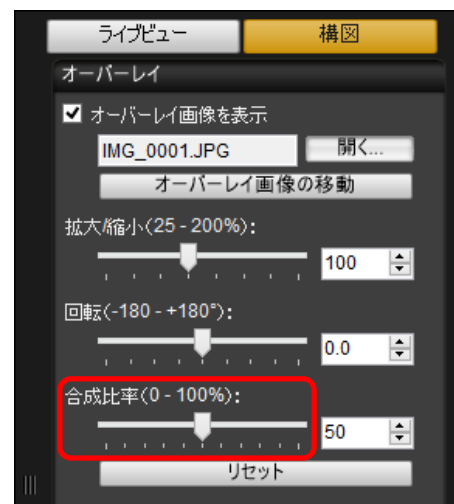 ライブビュー 構図
オーバーレイ
オーバーレイ画像を表示
IMG_0001.JPG 開く...
オーバーレイ画像の移動
拡大/縮小(25 - 200%):
100
回転(-180 - +180°):
0.0
合成比率(0 - 100%):
50
リセット